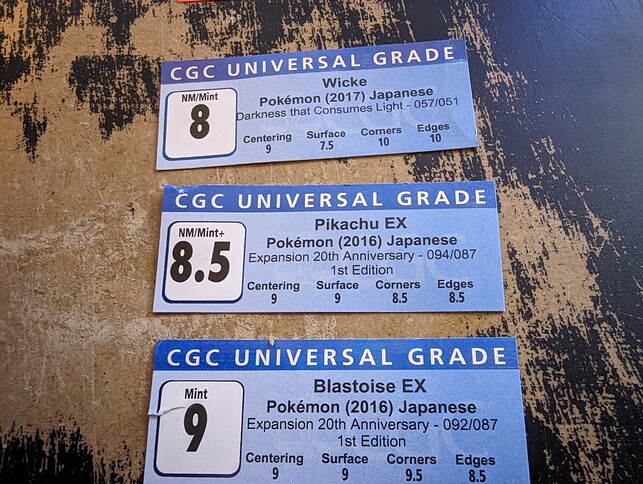 CGC UNIVERSAL GRADE
NM/Mint
8
Wicke
Pokémon (2017) Japanese
Darkness that Consumes Light - 057/051
Centering Surface Corners Edges
9 7.5 10 10
CGC UNIVERSAL GRADE
NM/Mint+
8.5
Pikachu EX
Pokémon (2016) Japanese
Expansion 20th Anniversary - 094/087
1st Edition
Centering Surface Corners Edges
9 9 8.5 8.5
CGC UNIVERSAL GRADE
Mint
9
Blastoise EX
Pokémon (2016) Japanese
Expansion 20th Anniversary - 092/087
1st Edition
Centering Surface Corners Edges
9 9 9.5 8.5